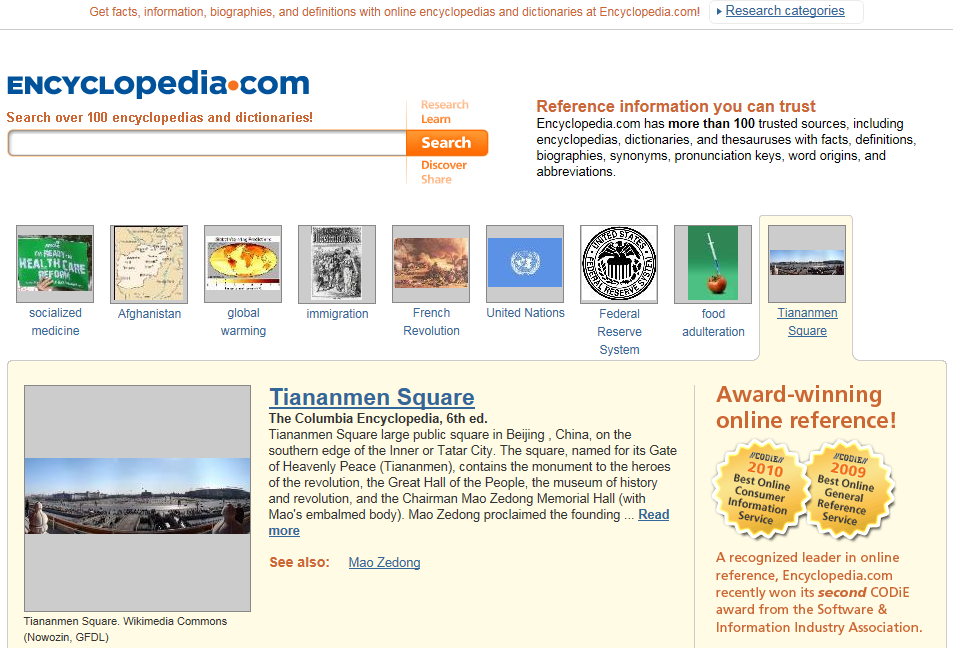 Get facts, information, biographies, and definitions with online encyclopedias and dictionaries at Encyclopedia.com!
Research categories
ENCYCLOpedia.com
Search over 100 encyclopedias and dictionaries!
Research
Learn
Search
Discover
Share
Reference information you can trust
Encyclopedia.com has more than 100 trusted sources, including
encyclopedias, dictionaries, and thesauruses with facts, definitions,
biographies, synonyms, pronunciation keys, word origins, and
abbreviations.
I'M READY FOR
HEALTH CARE
REFORM
Global Warming Predictions
UNITED STATES
FEDERAL RESERVE SYSTEM
socialized
medicine
Afghanistan
global
warming
immigration
French
Revolution
United Nations
Federal
Reserve
System
food
adulteration
Tiananmen
Square
Tiananmen Square
The Columbia Encyclopedia, 6th ed.
Tiananmen Square large public square in Beijing , China, on the
southern edge of the Inner or Tatar City. The square, named for its Gate
of Heavenly Peace (Tiananmen), contains the monument to the heroes
of the revolution, the Great Hall of the People, the museum of history
and revolution, and the Chairman Mao Zedong Memorial Hall (with
Mao's embalmed body). Mao Zedong proclaimed the founding ... Read
more
See also: Mao Zedong
Tiananmen Square. Wikimedia Commons
(Nowozin, GFDL)
Award-winning
online reference!
//CODiE//
2010
Best Online
Consumer
Information
Service
//CODiE//
2009
Best Online
General
Reference
Service
A recognized leader in online
reference, Encyclopedia.com
recently won its second CODiE
award from the Software &
Information Industry Association.